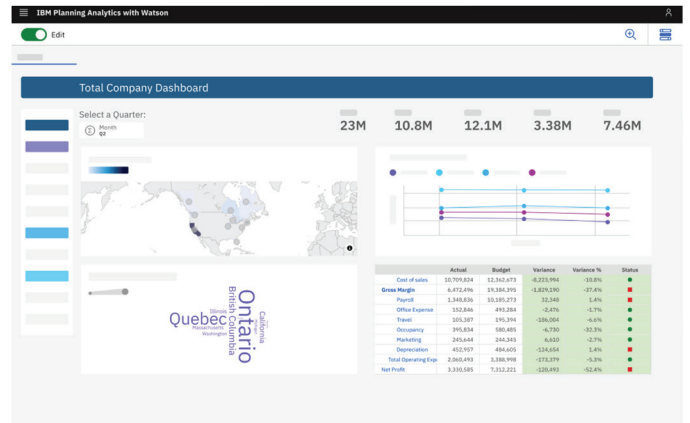 IBM Planning Analytics with Watson
Edit
Total Company Dashboard
Select a Quarter:
Month
Q2
23M 10.8M 12.1M 3.38M 7.46M
Ontario
Quebec
British Columbia
California
Illinois
Massachusetts
Washington
Actual Budget Variance Variance % Status
Cost of sales 10,709,824 12,362,673 -8,223,994 -10.8%
Gross Margin 6,472,496 19,384,395 -1,829,190 -37.4%
Payroll 1,348,836 10,185,273 32,348 1.4%
Office Expense 152,846 493,284 -2,476 -1.7%
Travel 105,387 195,394 -186,004 -6.6%
Occupancy 395,834 580,485 -6,730 -32.3%
Marketing 245,644 244,345 6,610 -2.7%
Depreciation 452,957 484,605 -124,654 1.4%
Total Operating Exp 2,060,493 3,388,998 -173,379 -5.3%
Net Profit 3,330,585 7,312,221 -120,493 -52.4%